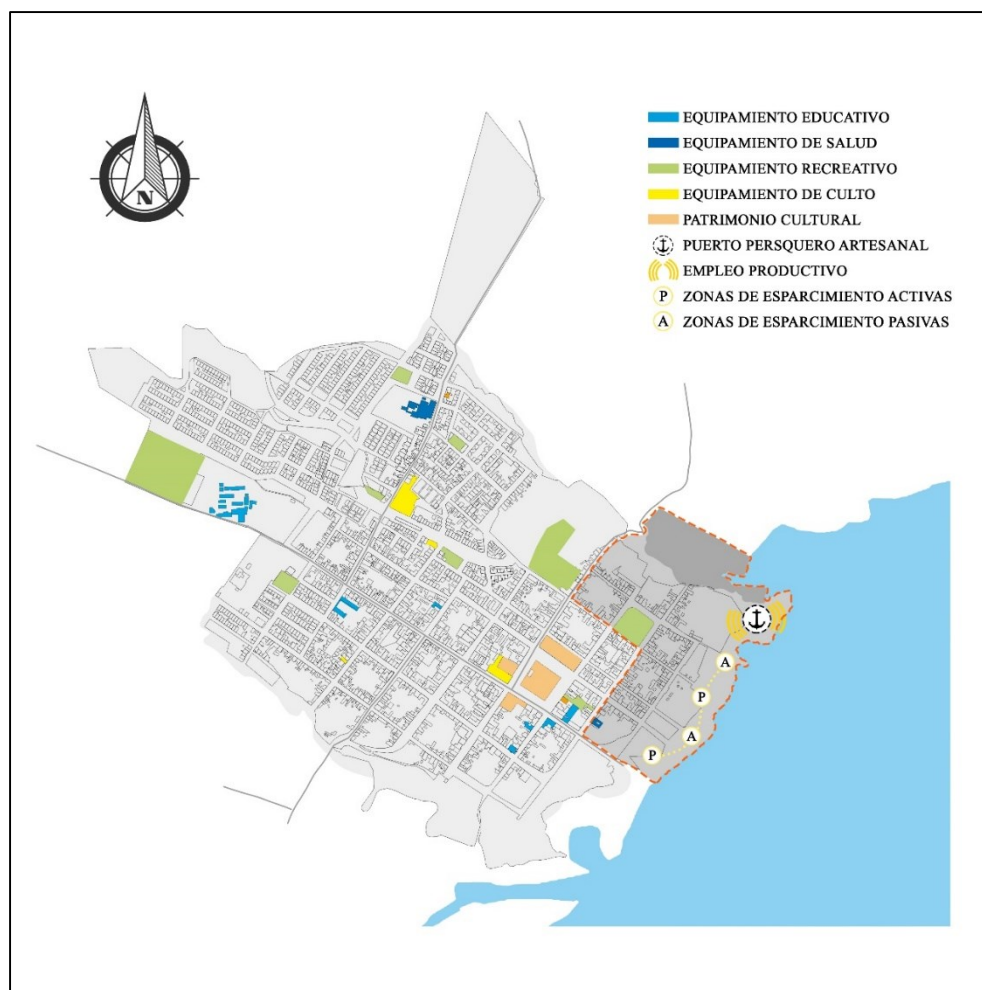 N
EQUIPAMIENTO EDUCATIVO
EQUIPAMIENTO DE SALUD
EQUIPAMIENTO RECREATIVO
EQUIPAMIENTO DE CULTO
PATRIMONIO CULTURAL
PUERTO PERSQUERO ARTESANAL
EMPLEO PRODUCTIVO
P ZONAS DE ESPARCIMIENTO ACTIVAS
A ZONAS DE ESPARCIMIENTO PASIVAS
A
P
A
P